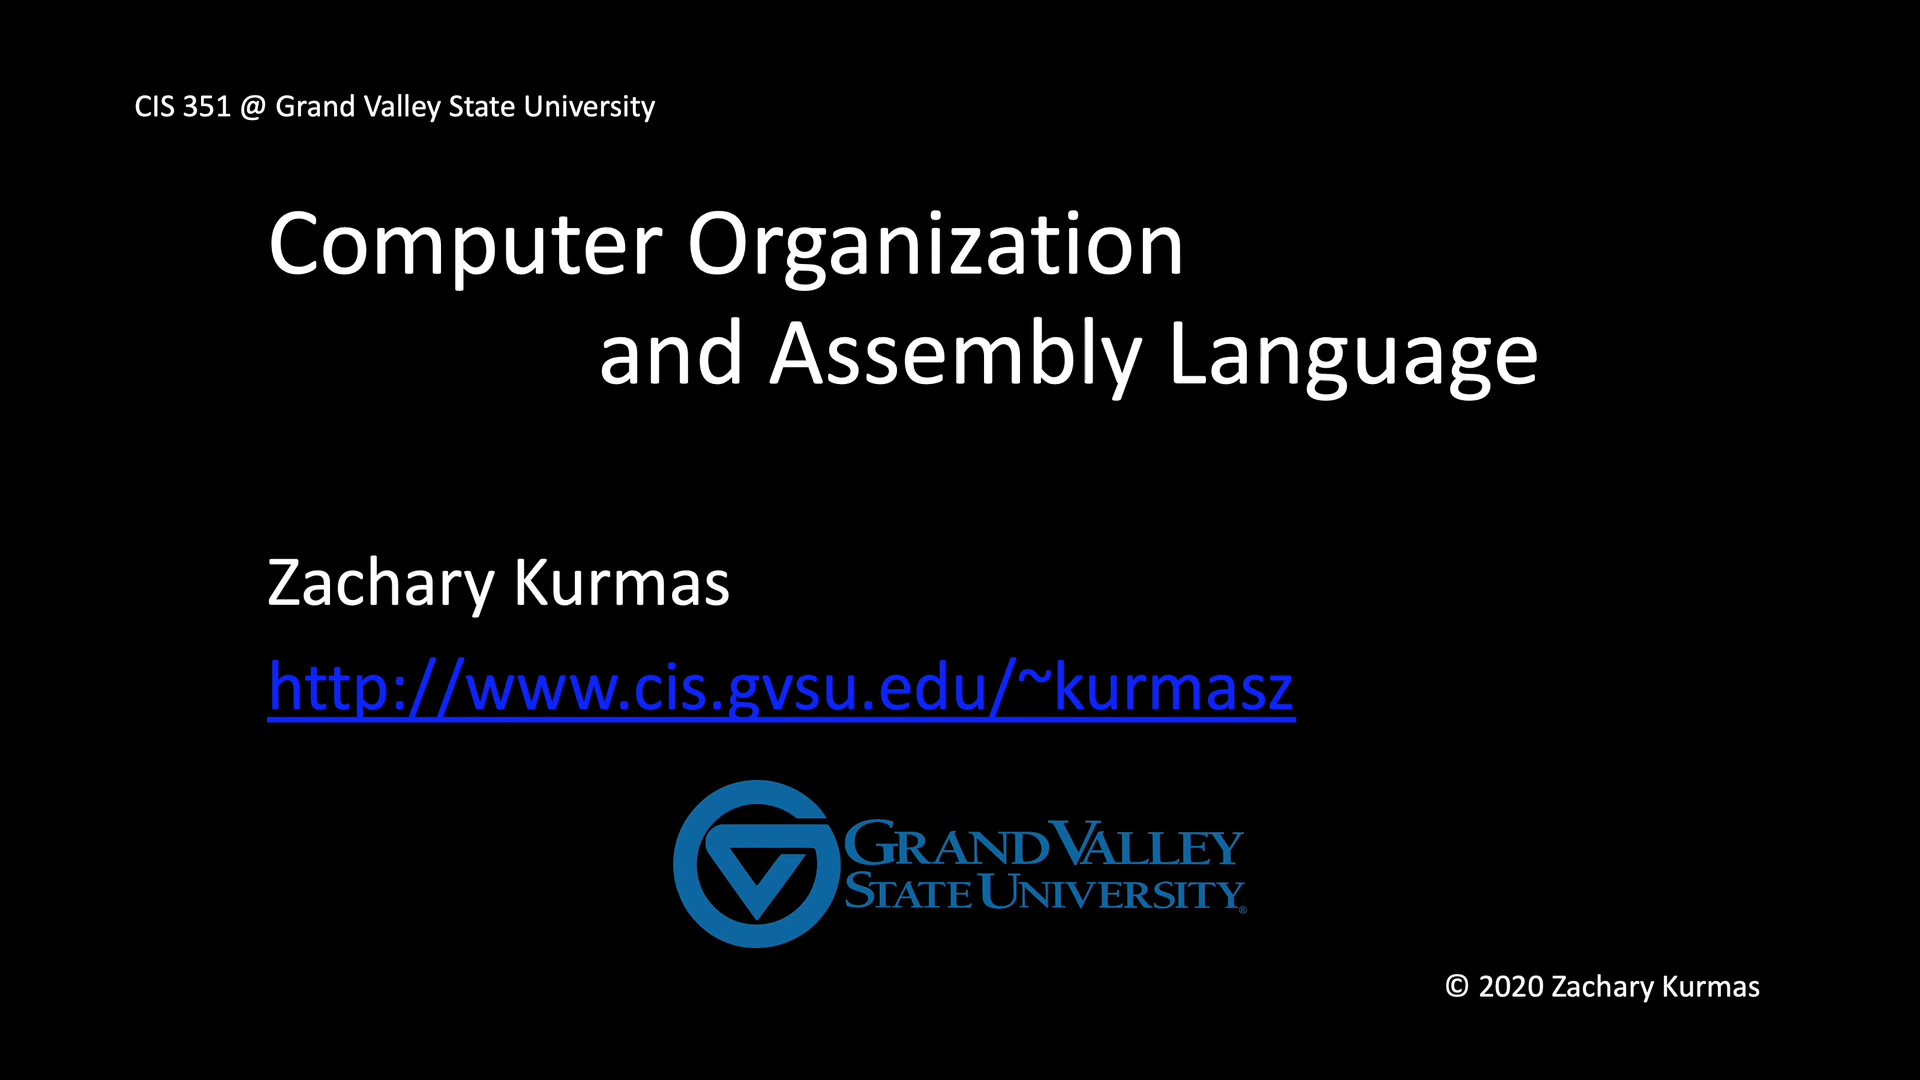 CIS 351 @ Grand Valley State University
Computer Organization
and Assembly Language
Zachary Kurmas
http://www.cis.gvsu.edu/~kurmasz
GRAND VALLEY
STATE UNIVERSITY®
© 2020 Zachary Kurmas